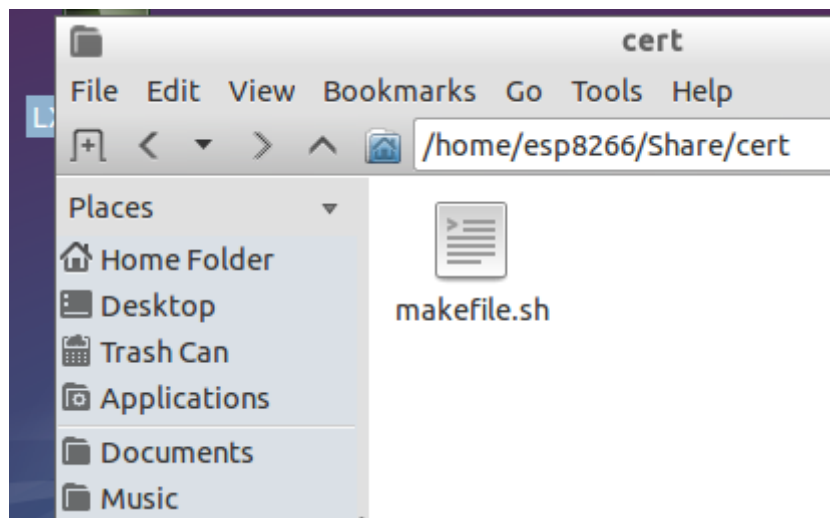 cert
File Edit View Bookmarks Go Tools Help
/home/esp8266/Share/cert
Places
Home Folder
Desktop
Trash Can
Applications
Documents
Music
makefile.sh